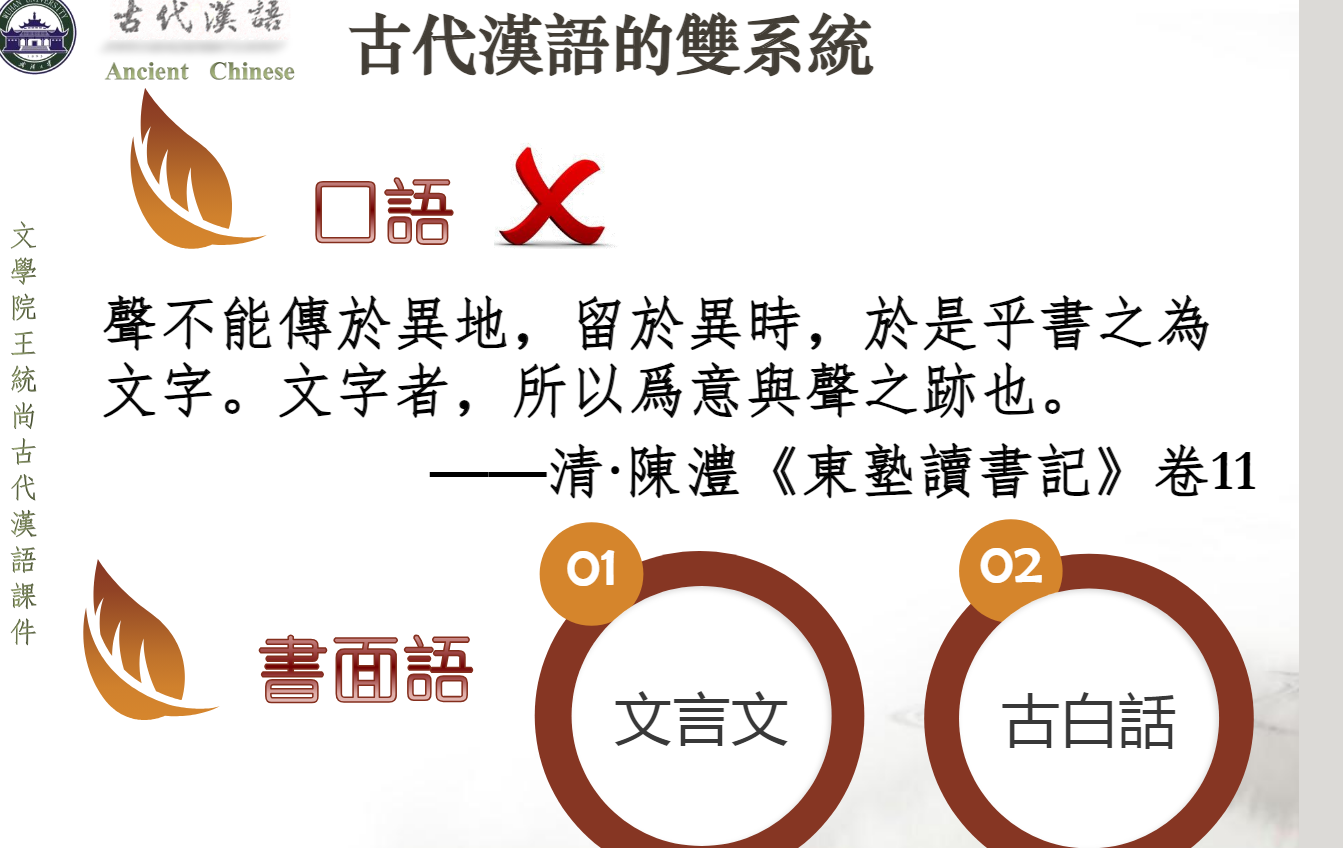 古代漢語
Ancient Chinese
古代漢語的雙系統
口語
聲不能傳於異地，留於異時，於是乎書之為
文字。文字者，所以爲意與聲之跡也。
——清·陳澧《東塾讀書記》卷11
書面語
01
文言文
02
古白話
文學院王統尚古代漢語課件